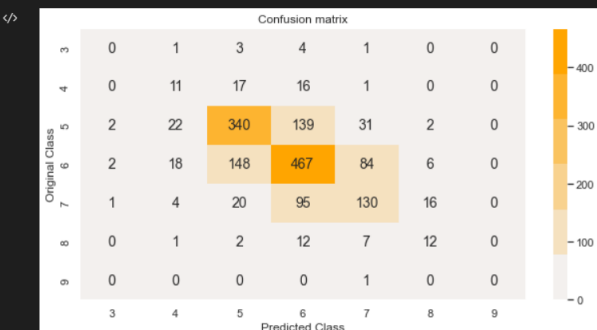 </>
Confusion matrix
3 0 1 3 4 1 0 0
4 0 11 17 16 1 0 0
5 2 22 340 139 31 2 0
6 2 18 148 467 84 6 0
7 1 4 20 95 130 16 0
8 0 1 2 12 7 12 0
9 0 0 0 0 1 0 0
3 4 5 6 7 8 9
Original Class
Predicted Class
400
300
200
100
0